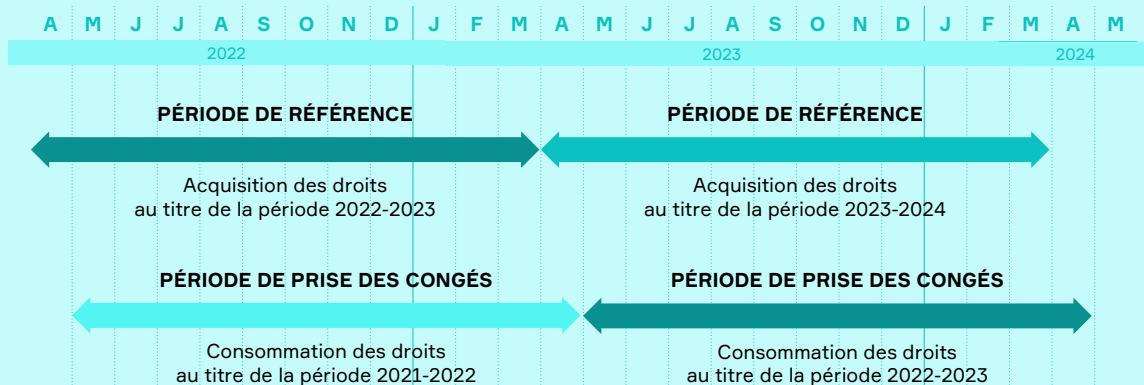 A M J J A S O N D J F M A M J J A S O N D J F M A M
2022 2023 2024
PÉRIODE DE RÉFÉRENCE PÉRIODE DE RÉFÉRENCE
Acquisition des droits Acquisition des droits
au titre de la période 2022-2023 au titre de la période 2023-2024
PÉRIODE DE PRISE DES CONGÉS PÉRIODE DE PRISE DES CONGÉS
Consommation des droits Consommation des droits
au titre de la période 2021-2022 au titre de la période 2022-2023